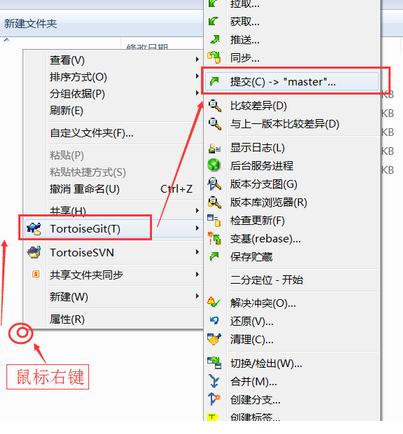 新建文件夹
修改日期
查看(V)
排序方式(O)
分组依据(P)
刷新(E)
自定义文件夹(F)...
粘贴(P)
粘贴快捷方式(S)
撤消 重命名(U) Ctrl+Z
共享(H)
TortoiseGit(T)
TortoiseSVN
共享文件夹同步
新建(W)
属性(R)
鼠标右键
拉取...
获取...
推送...
同步...
提交(C) -> "master"...
比较差异(D)
与上一版本比较差异(D)
显示日志(L)
后台服务进程
版本分支图(G)
版本库浏览器(R)
检查更新(F)
变基(rebase)...
保存贮藏
二分定位 - 开始
解决冲突(O)...
还原(V)...
清理(C)...
切换/检出(W)...
合并(M)...
创建分支...
创建标签...
KB
KB
KB
KB
KB